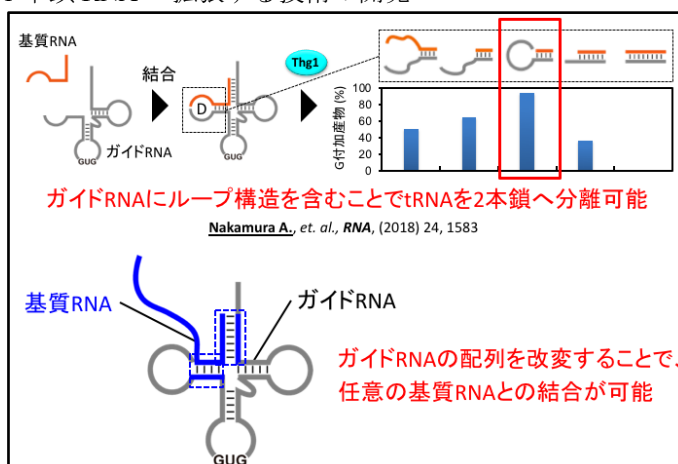 基質RNA
結合
Thg1
D
ガイドRNA
GUG
G付加産物 (%)
100
80
60
40
20
0
ガイドRNAにループ構造を含むことでtRNAを2本鎖へ分離可能
Nakamura A., et. al., RNA, (2018) 24, 1583
基質RNA
ガイドRNA
ガイドRNAの配列を改変することで、
任意の基質RNAとの結合が可能
GUG